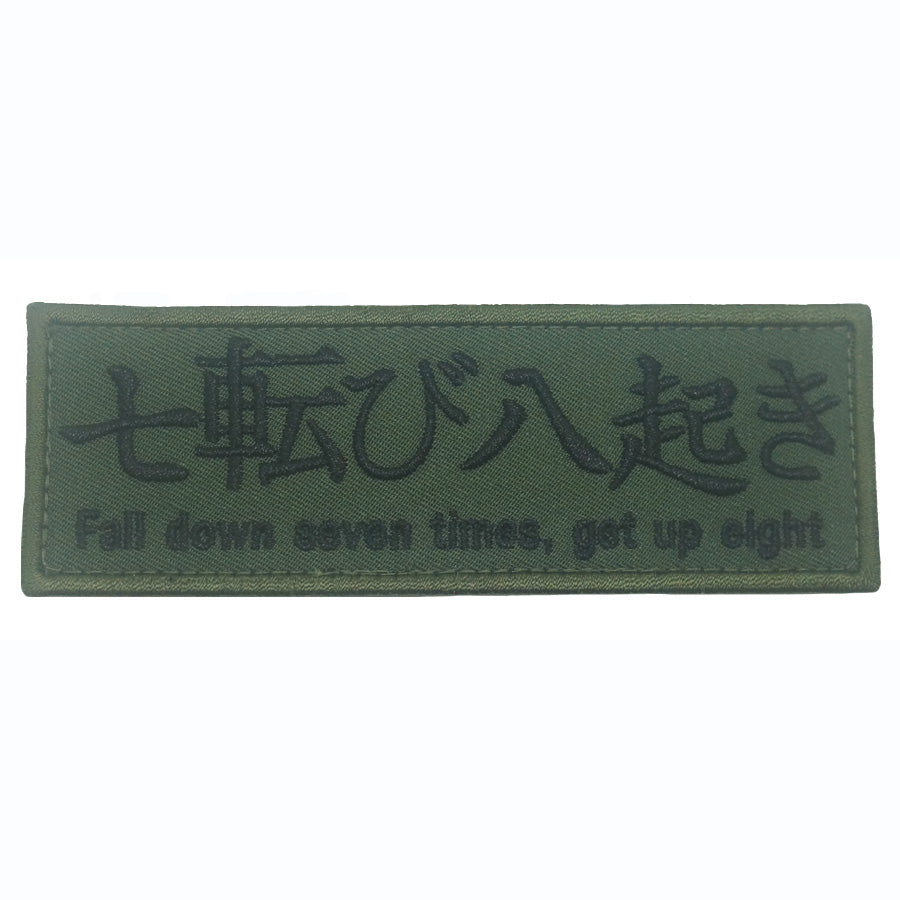 七転び八起き
Fall down seven times, get up eight